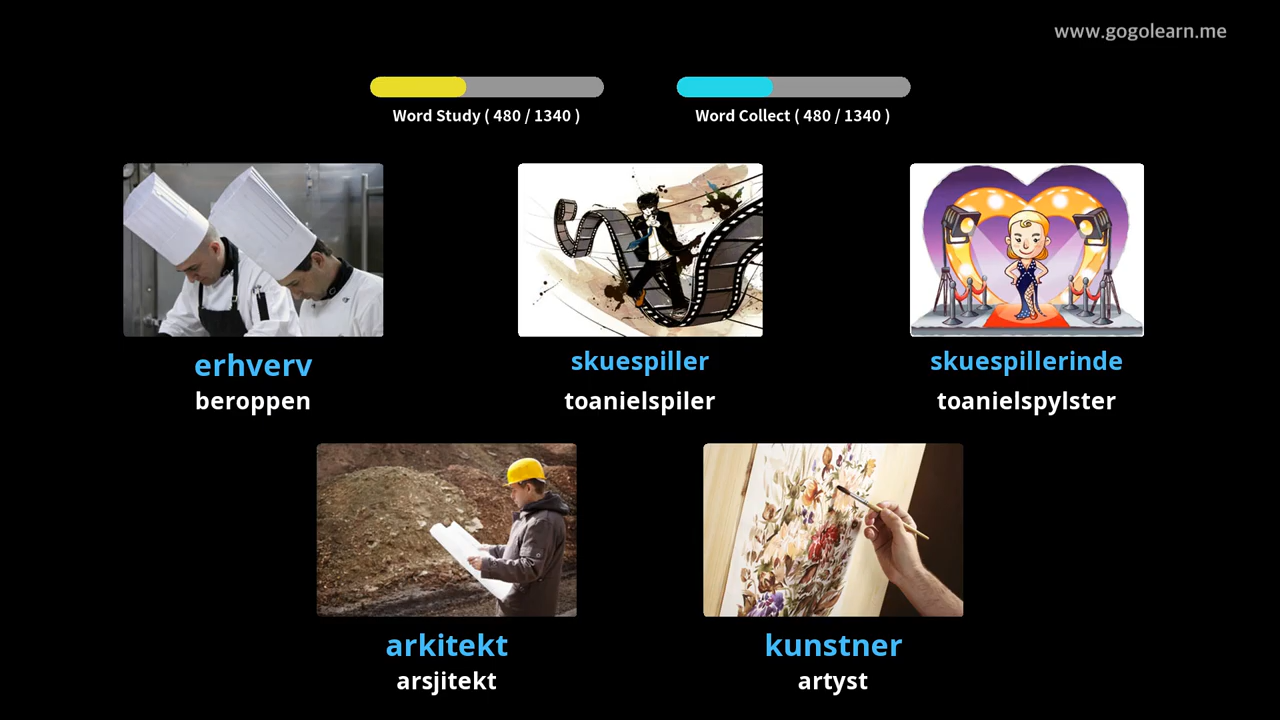 www.gogolearn.me
Word Study ( 480 / 1340 )
Word Collect ( 480 / 1340 )
erhverv
beroppen
skuespiller
toanielspiler
skuespillerinde
toanielspylster
arkitekt
arsjitekt
kunstner
artyst